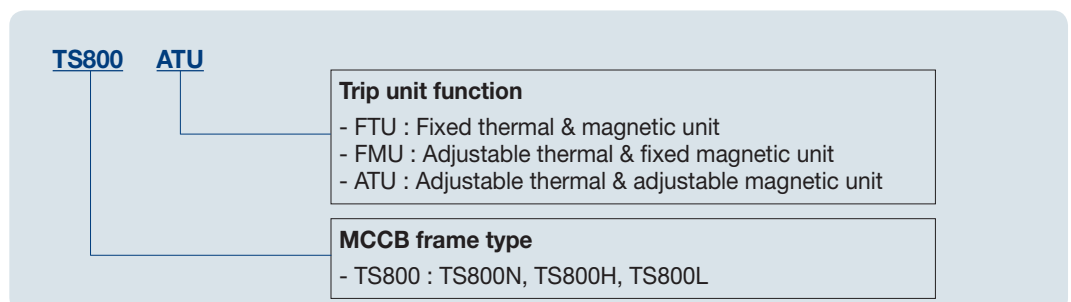 TS800 ATU
Trip unit function
- FTU : Fixed thermal & magnetic unit
- FMU : Adjustable thermal & fixed magnetic unit
- ATU : Adjustable thermal & adjustable magnetic unit
MCCB frame type
- TS800 : TS800N, TS800H, TS800L